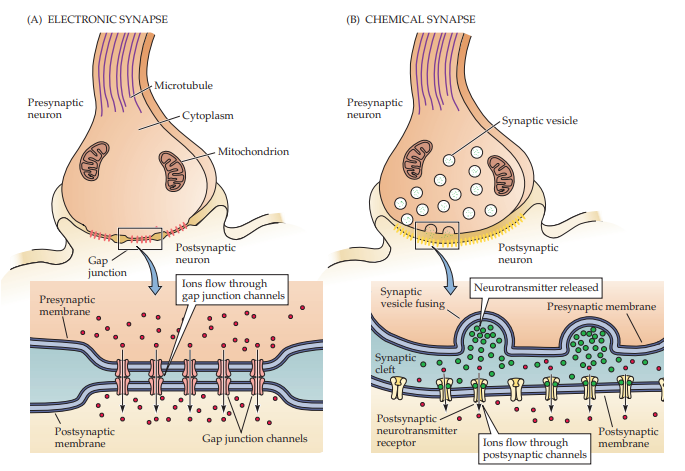 (A) ELECTRONIC SYNAPSE
Microtubule
Presynaptic
neuron
Cytoplasm
Mitochondrion
Gap
junction
Postsynaptic
neuron
Ions flow through
gap junction channels
Presynaptic
membrane
Postsynaptic
membrane
Gap junction channels
(B) CHEMICAL SYNAPSE
Presynaptic
neuron
Synaptic vesicle
Postsynaptic
neuron
Synaptic
vesicle fusing
Neurotransmitter released
Presynaptic membrane
Synaptic
cleft
Postsynaptic
neurotransmitter
receptor
Ions flow through
postsynaptic channels
Postsynaptic
membrane